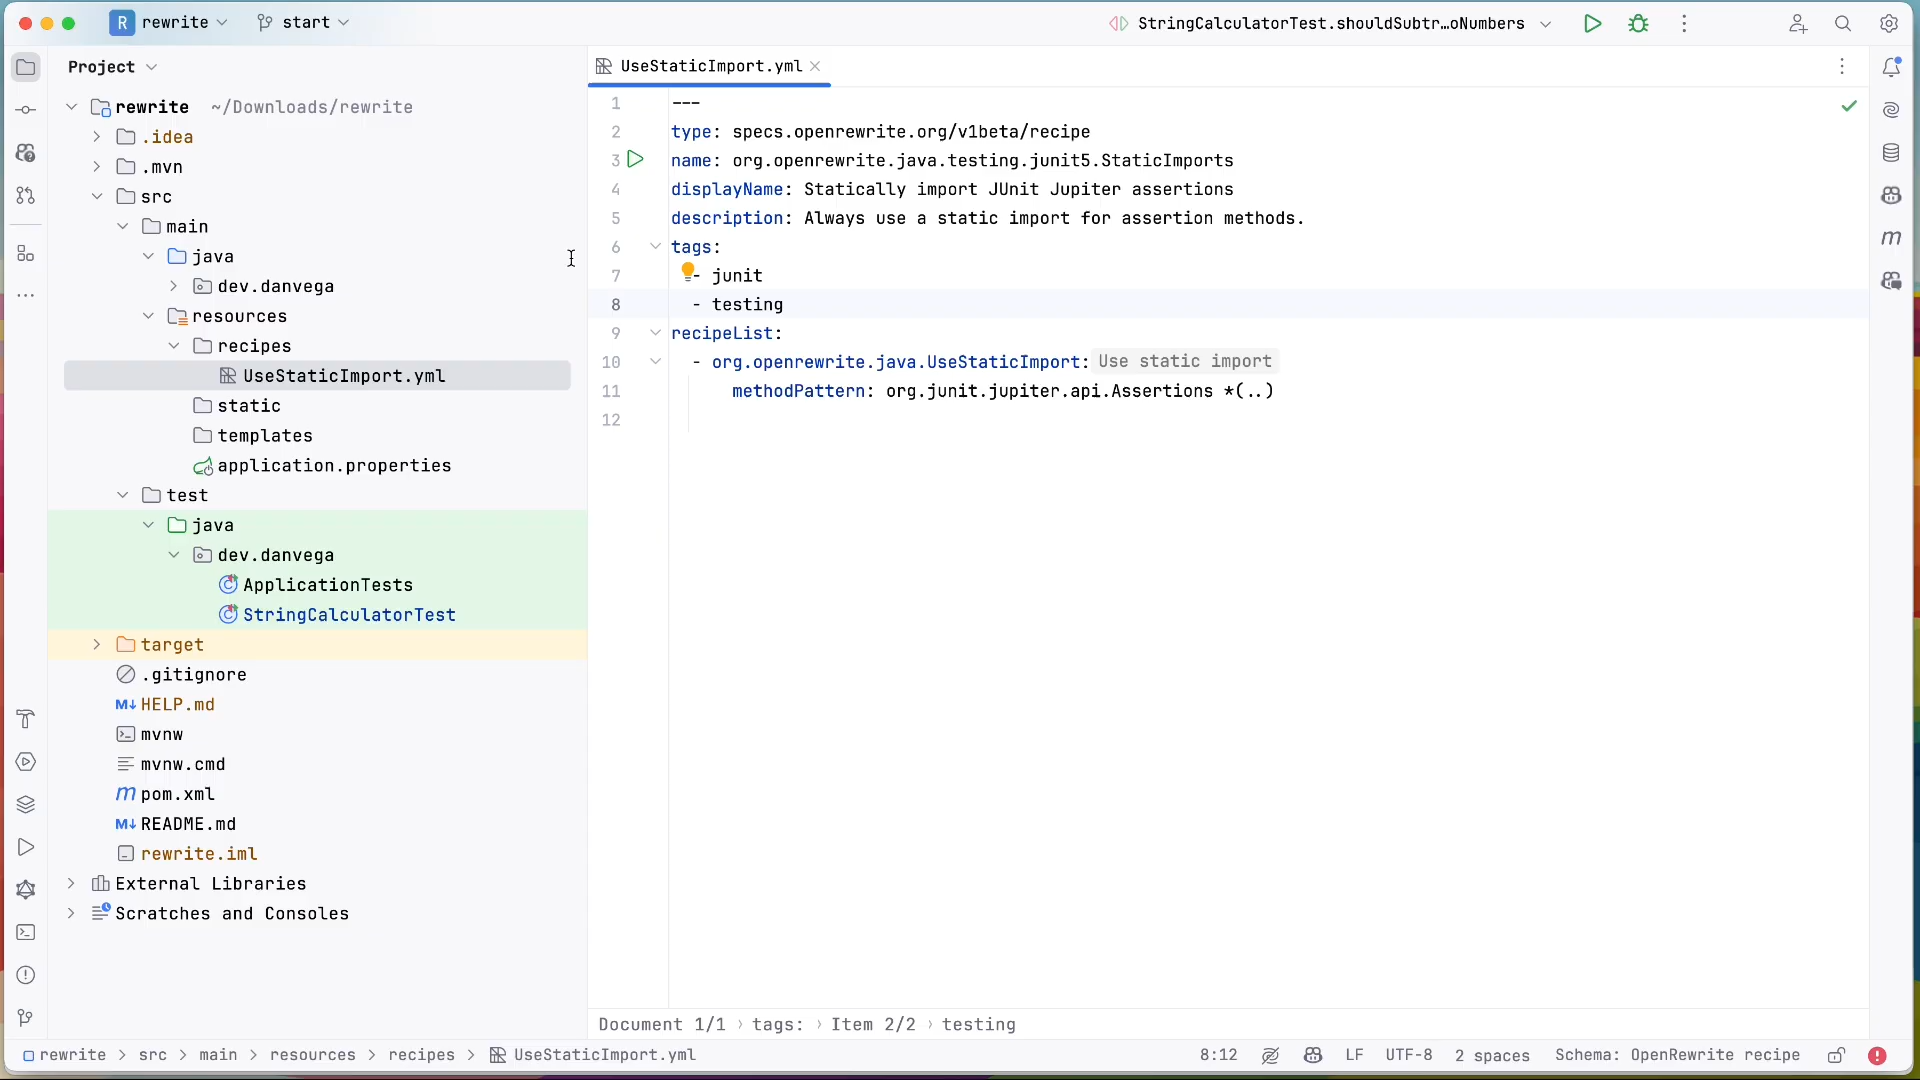 R rewrite
start
StringCalculatorTest.shouldSubtr…oNumbers
Project
rewrite ~/Downloads/rewrite
.idea
.mvn
src
main
java
dev.danvega
resources
recipes
UseStaticImport.yml
static
templates
application.properties
test
java
dev.danvega
ApplicationTests
StringCalculatorTest
target
.gitignore
M↓ HELP.md
mvnw
mvnw.cmd
m pom.xml
M↓ README.md
rewrite.iml
External Libraries
Scratches and Consoles
UseStaticImport.yml
1 ---
2 type: specs.openrewrite.org/v1beta/recipe
3 name: org.openrewrite.java.testing.junit5.StaticImports
4 displayName: Statically import JUnit Jupiter assertions
5 description: Always use a static import for assertion methods.
6 tags:
7 - junit
8 - testing
9 recipeList:
10 - org.openrewrite.java.UseStaticImport: Use static import
11 methodPattern: org.junit.jupiter.api.Assertions *(..)
12
m
Document 1/1 › tags: › Item 2/2 › testing
rewrite > src > main > resources > recipes > UseStaticImport.yml
8:12 LF UTF-8 2 spaces Schema: OpenRewrite recipe